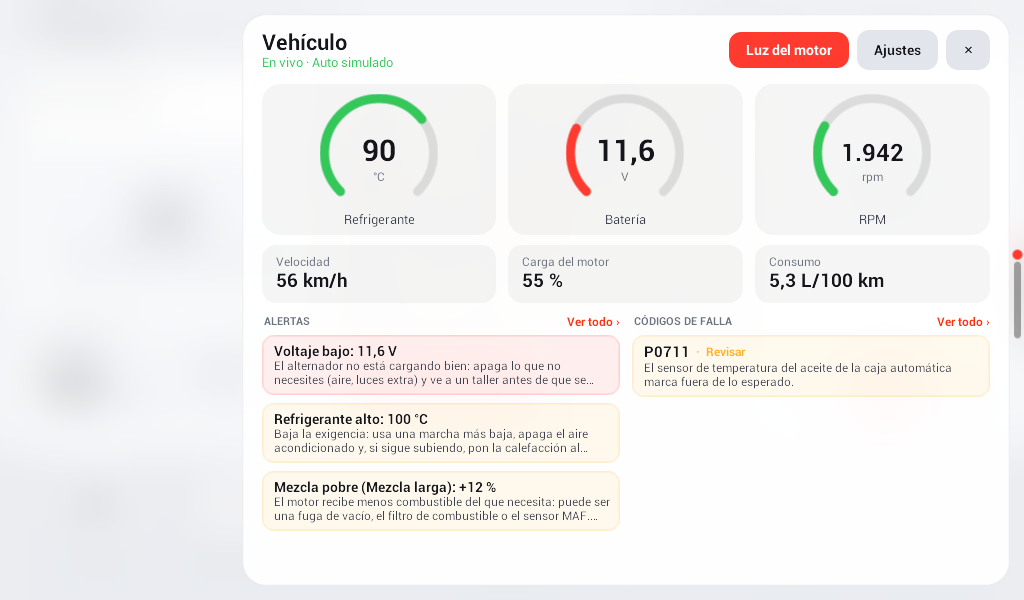 Vehículo
En vivo · Auto simulado
Luz del motor
Ajustes
×
90
°C
Refrigerante
11,6
V
Batería
1.942
rpm
RPM
Velocidad
56 km/h
Carga del motor
55 %
Consumo
5,3 L/100 km
ALERTAS
Ver todo ›
Voltaje bajo: 11,6 V
El alternador no está cargando bien: apaga lo que no
necesites (aire, luces extra) y ve a un taller antes de que se...
Refrigerante alto: 100 °C
Baja la exigencia: usa una marcha más baja, apaga el aire
acondicionado y, si sigue subiendo, pon la calefacción al...
Mezcla pobre (Mezcla larga): +12 %
El motor recibe menos combustible del que necesita: puede ser
una fuga de vacío, el filtro de combustible o el sensor MAF....
CÓDIGOS DE FALLA
Ver todo ›
P0711 · Revisar
El sensor de temperatura del aceite de la caja automática
marca fuera de lo esperado.